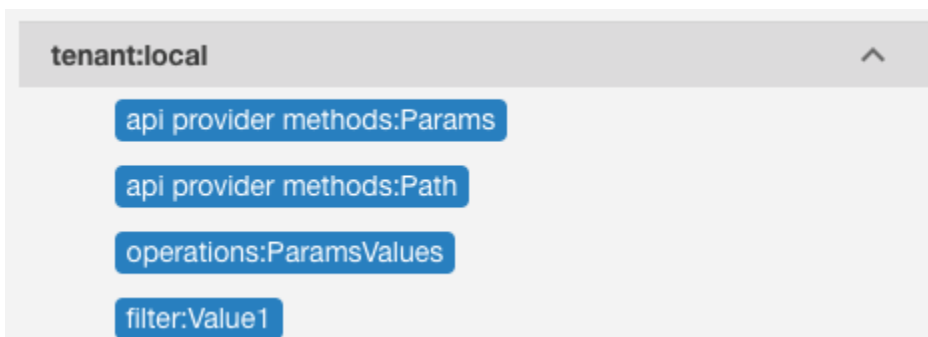 tenant:local
api provider methods:Params
api provider methods:Path
operations:ParamsValues
filter:Value1